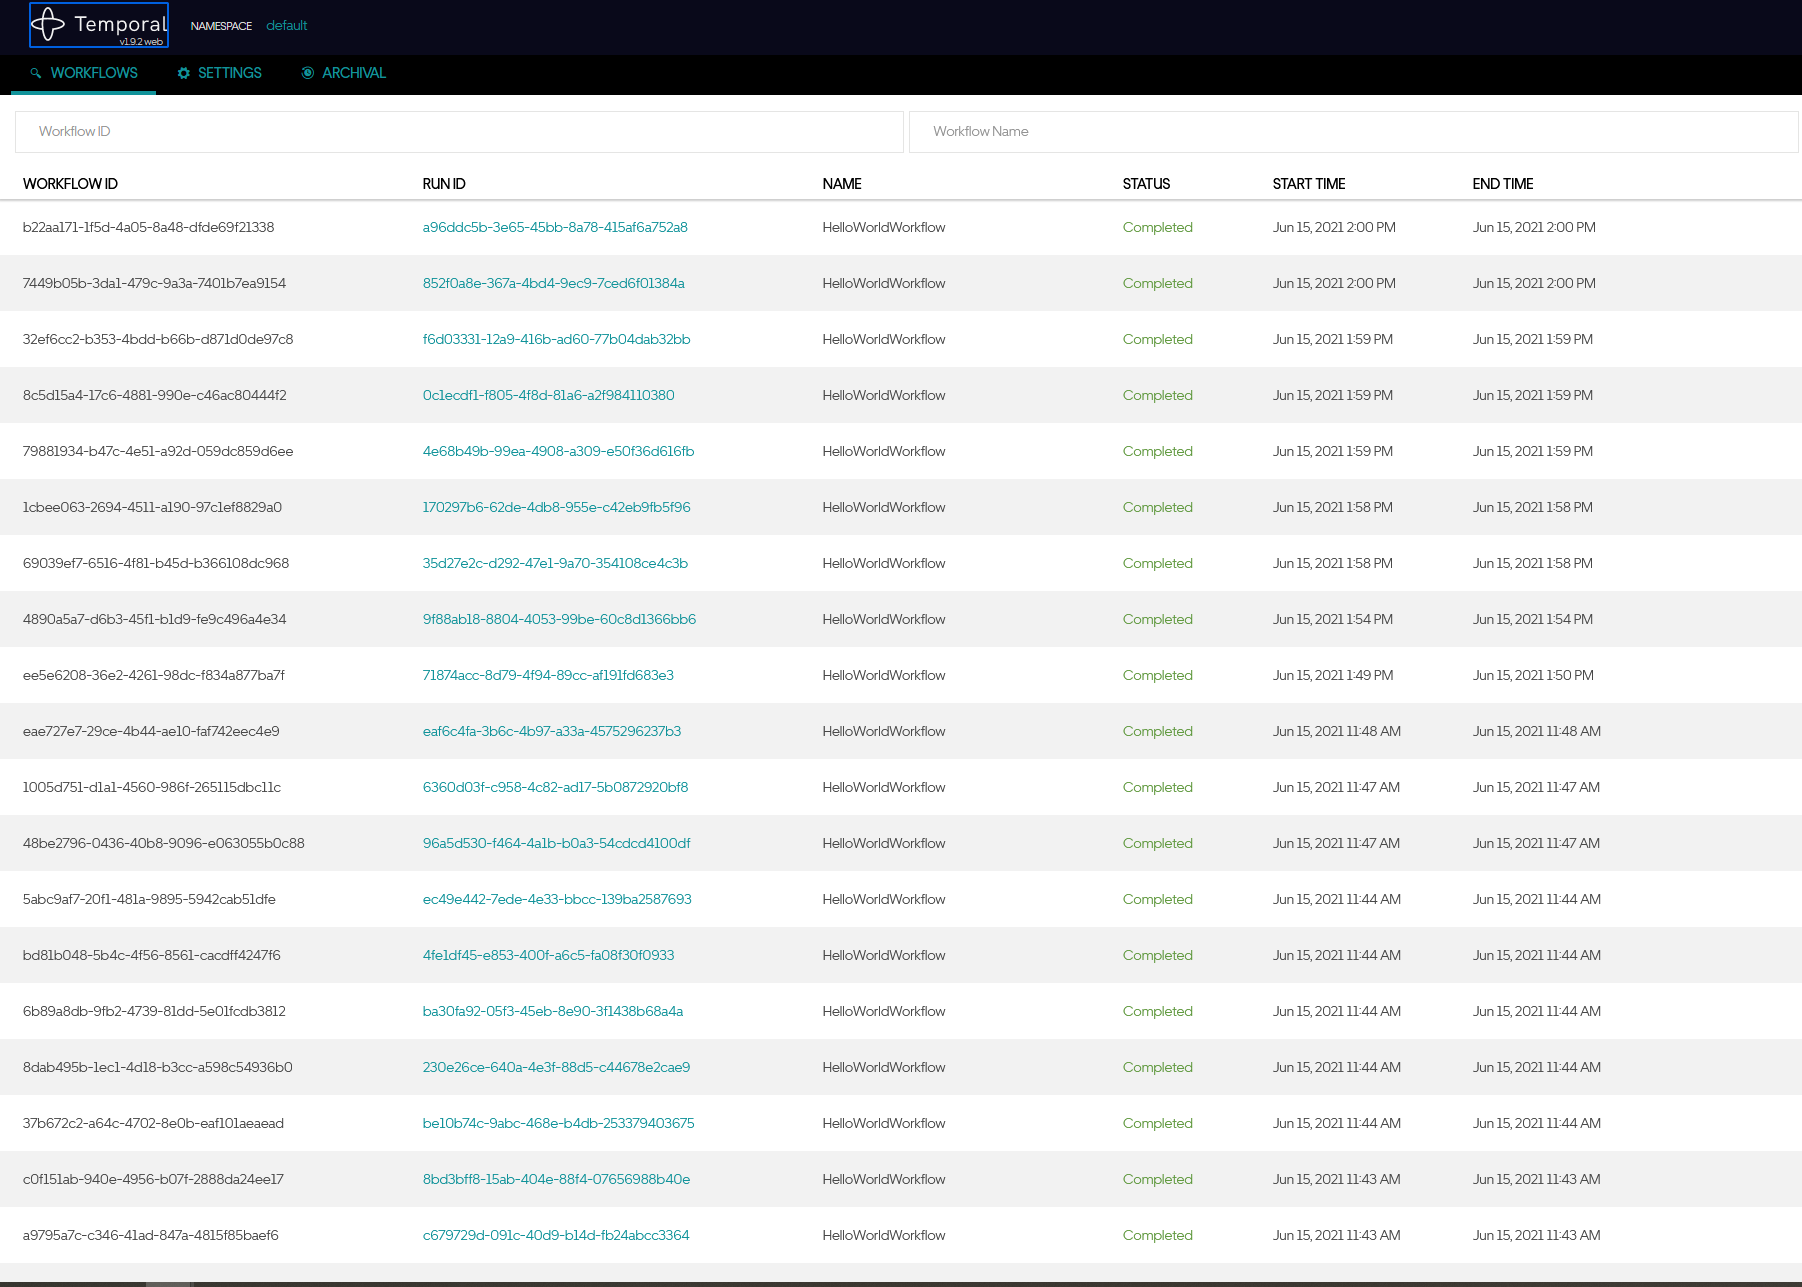 Temporal
v1.9.2 web
NAMESPACE default
WORKFLOWS SETTINGS ARCHIVAL
Workflow ID Workflow Name
WORKFLOW ID RUN ID NAME STATUS START TIME END TIME
b22aa171-1f5d-4a05-8a48-dfde69f21338 a96ddc5b-3e65-45bb-8a78-415af6a752a8 HelloWorldWorkflow Completed Jun 15, 2021 2:00 PM Jun 15, 2021 2:00 PM
7449b05b-3da1-479c-9a3a-7401b7ea9154 852f0a8e-367a-4bd4-9ec9-7ced6f01384a HelloWorldWorkflow Completed Jun 15, 2021 2:00 PM Jun 15, 2021 2:00 PM
32ef6cc2-b353-4bdd-b66b-d871d0de97c8 f6d03331-12a9-416b-ad60-77b04dab32bb HelloWorldWorkflow Completed Jun 15, 2021 1:59 PM Jun 15, 2021 1:59 PM
8c5d15a4-17c6-4881-990e-c46ac80444f2 0c1ecdf1-f805-4f8d-81a6-a2f984110380 HelloWorldWorkflow Completed Jun 15, 2021 1:59 PM Jun 15, 2021 1:59 PM
79881934-b47c-4e51-a92d-059dc859d6ee 4e68b49b-99ea-4908-a309-e50f36d616fb HelloWorldWorkflow Completed Jun 15, 2021 1:59 PM Jun 15, 2021 1:59 PM
1cbee063-2694-4511-a190-97c1ef8829a0 170297b6-62de-4db8-955e-c42eb9fb5f96 HelloWorldWorkflow Completed Jun 15, 2021 1:58 PM Jun 15, 2021 1:58 PM
69039ef7-6516-4f81-b45d-b366108dc968 35d27e2c-d292-47e1-9a70-354108ce4c3b HelloWorldWorkflow Completed Jun 15, 2021 1:58 PM Jun 15, 2021 1:58 PM
4890a5a7-d6b3-45f1-b1d9-fe9c496a4e34 9f88ab18-8804-4053-99be-60c8d1366bb6 HelloWorldWorkflow Completed Jun 15, 2021 1:54 PM Jun 15, 2021 1:54 PM
ee5e6208-36e2-4261-98dc-f834a877ba7f 71874acc-8d79-4f94-89cc-af191fd683e3 HelloWorldWorkflow Completed Jun 15, 2021 1:49 PM Jun 15, 2021 1:50 PM
eae727e7-29ce-4b44-ae10-faf742eec4e9 eaf6c4fa-3b6c-4b97-a33a-4575296237b3 HelloWorldWorkflow Completed Jun 15, 2021 11:48 AM Jun 15, 2021 11:48 AM
1005d751-d1a1-4560-986f-265115dbc11c 6360d03f-c958-4c82-ad17-5b0872920bf8 HelloWorldWorkflow Completed Jun 15, 2021 11:47 AM Jun 15, 2021 11:47 AM
48be2796-0436-40b8-9096-e063055b0c88 96a5d530-f464-4a1b-b0a3-54cdcd4100df HelloWorldWorkflow Completed Jun 15, 2021 11:47 AM Jun 15, 2021 11:47 AM
5abc9af7-20f1-481a-9895-5942cab51dfe ec49e442-7ede-4e33-bbcc-139ba2587693 HelloWorldWorkflow Completed Jun 15, 2021 11:44 AM Jun 15, 2021 11:44 AM
bd81b048-5b4c-4f56-8561-cacdff4247f6 4fe1df45-e853-400f-a6c5-fa08f30f0933 HelloWorldWorkflow Completed Jun 15, 2021 11:44 AM Jun 15, 2021 11:44 AM
6b89a8db-9fb2-4739-81dd-5e01fcdb3812 ba30fa92-05f3-45eb-8e90-3f1438b68a4a HelloWorldWorkflow Completed Jun 15, 2021 11:44 AM Jun 15, 2021 11:44 AM
8dab495b-1ec1-4d18-b3cc-a598c54936b0 230e26ce-640a-4e3f-88d5-c44678e2cae9 HelloWorldWorkflow Completed Jun 15, 2021 11:44 AM Jun 15, 2021 11:44 AM
37b672c2-a64c-4702-8e0b-eaf101aeaead be10b74c-9abc-468e-b4db-253379403675 HelloWorldWorkflow Completed Jun 15, 2021 11:44 AM Jun 15, 2021 11:44 AM
c0f151ab-940e-4956-b07f-2888da24ee17 8bd3bff8-15ab-404e-88f4-07656988b40e HelloWorldWorkflow Completed Jun 15, 2021 11:43 AM Jun 15, 2021 11:43 AM
a9795a7c-c346-41ad-847a-4815f85baef6 c679729d-091c-40d9-b14d-fb24abcc3364 HelloWorldWorkflow Completed Jun 15, 2021 11:43 AM Jun 15, 2021 11:43 AM